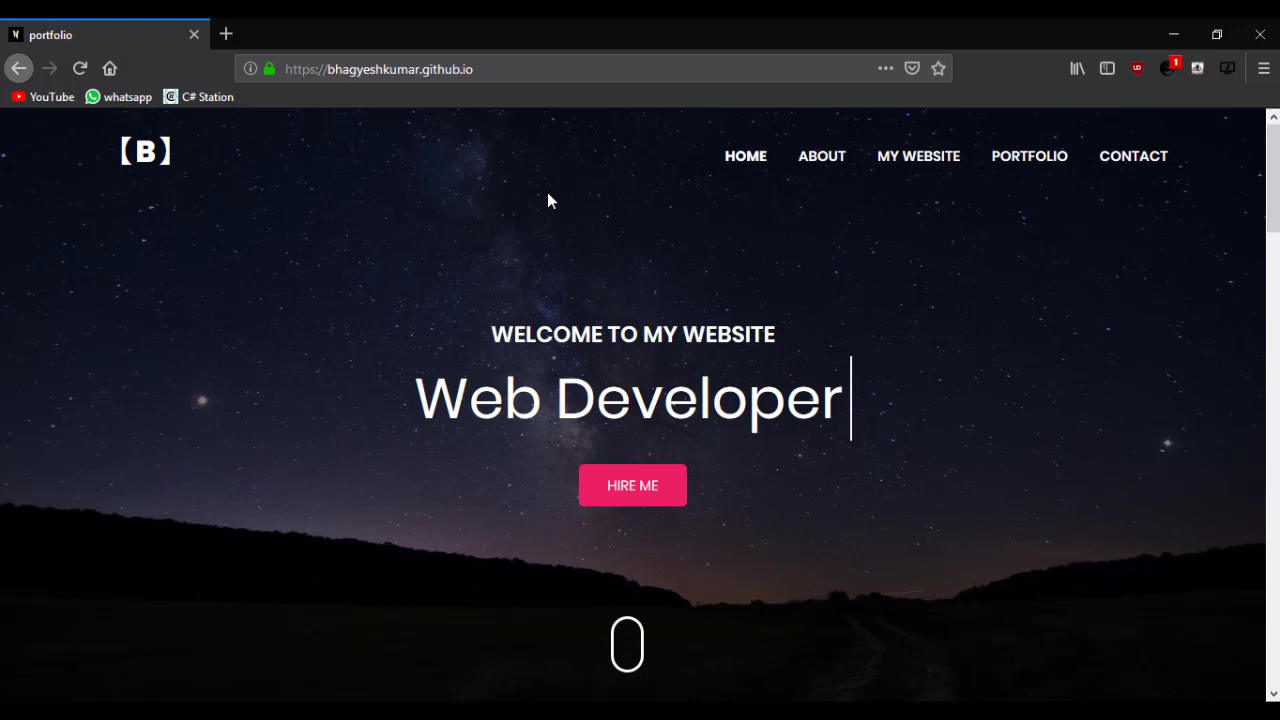 portfolio
https://bhagyeshkumar.github.io
1
YouTube whatsapp C# Station
【B】
HOME ABOUT MY WEBSITE PORTFOLIO CONTACT
WELCOME TO MY WEBSITE
Web Developer
HIRE ME